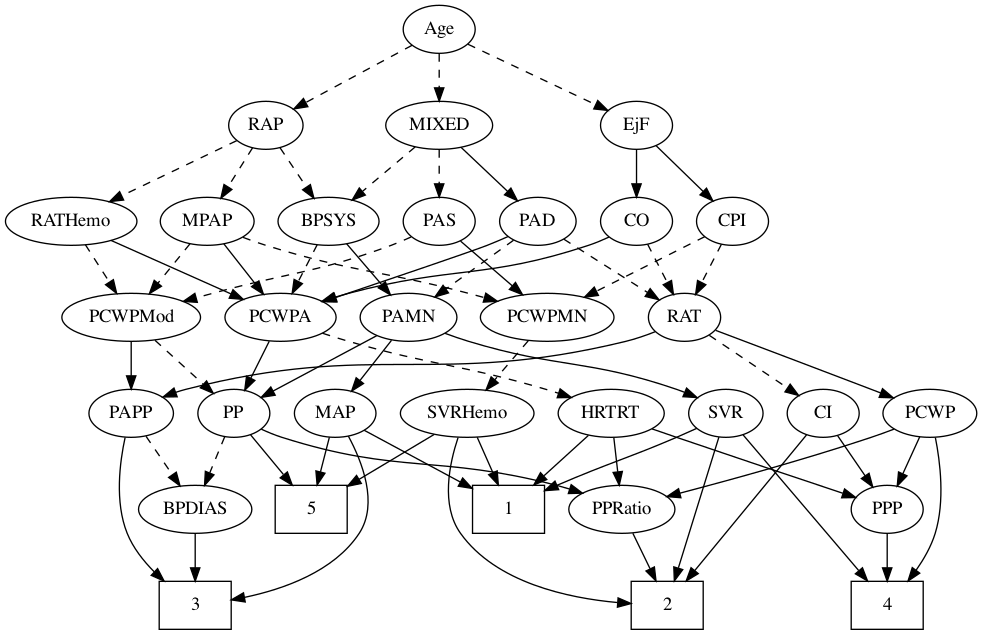 Age
RAP MIXED EjF
RATHemo MPAP BPSYS PAS PAD CO CPI
PCWPMod PCWPA PAMN PCWPMN RAT
PAPP PP MAP SVRHemo HRTRT SVR CI PCWP
BPDIAS 5 1 PPRatio PPP
3 2 4